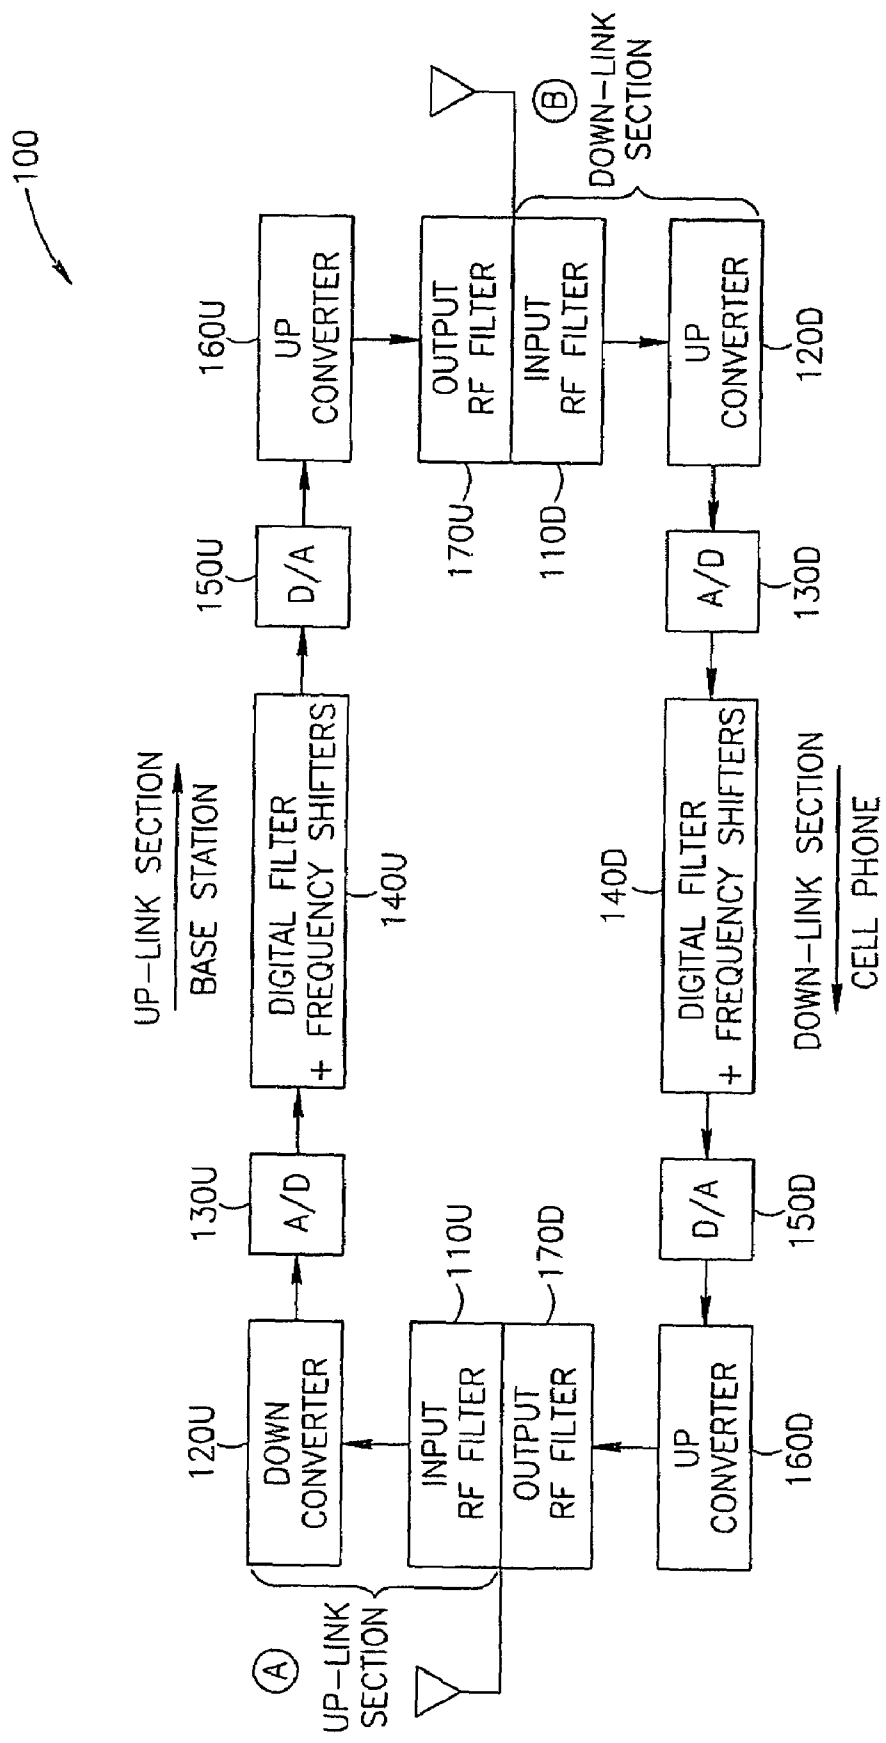 100
UP-LINK SECTION
BASE STATION
120U
130U
150U
160U
DOWN
CONVERTER
A/D
DIGITAL FILTER
+ FREQUENCY SHIFTERS
D/A
UP
CONVERTER
140U
A
UP-LINK
SECTION
110U
170D
INPUT
RF FILTER
OUTPUT
RF FILTER
170U
110D
OUTPUT
RF FILTER
INPUT
RF FILTER
B
DOWN-LINK
SECTION
140D
UP
CONVERTER
D/A
DIGITAL FILTER
+ FREQUENCY SHIFTERS
A/D
UP
CONVERTER
160D
150D
130D
120D
DOWN-LINK SECTION
CELL PHONE